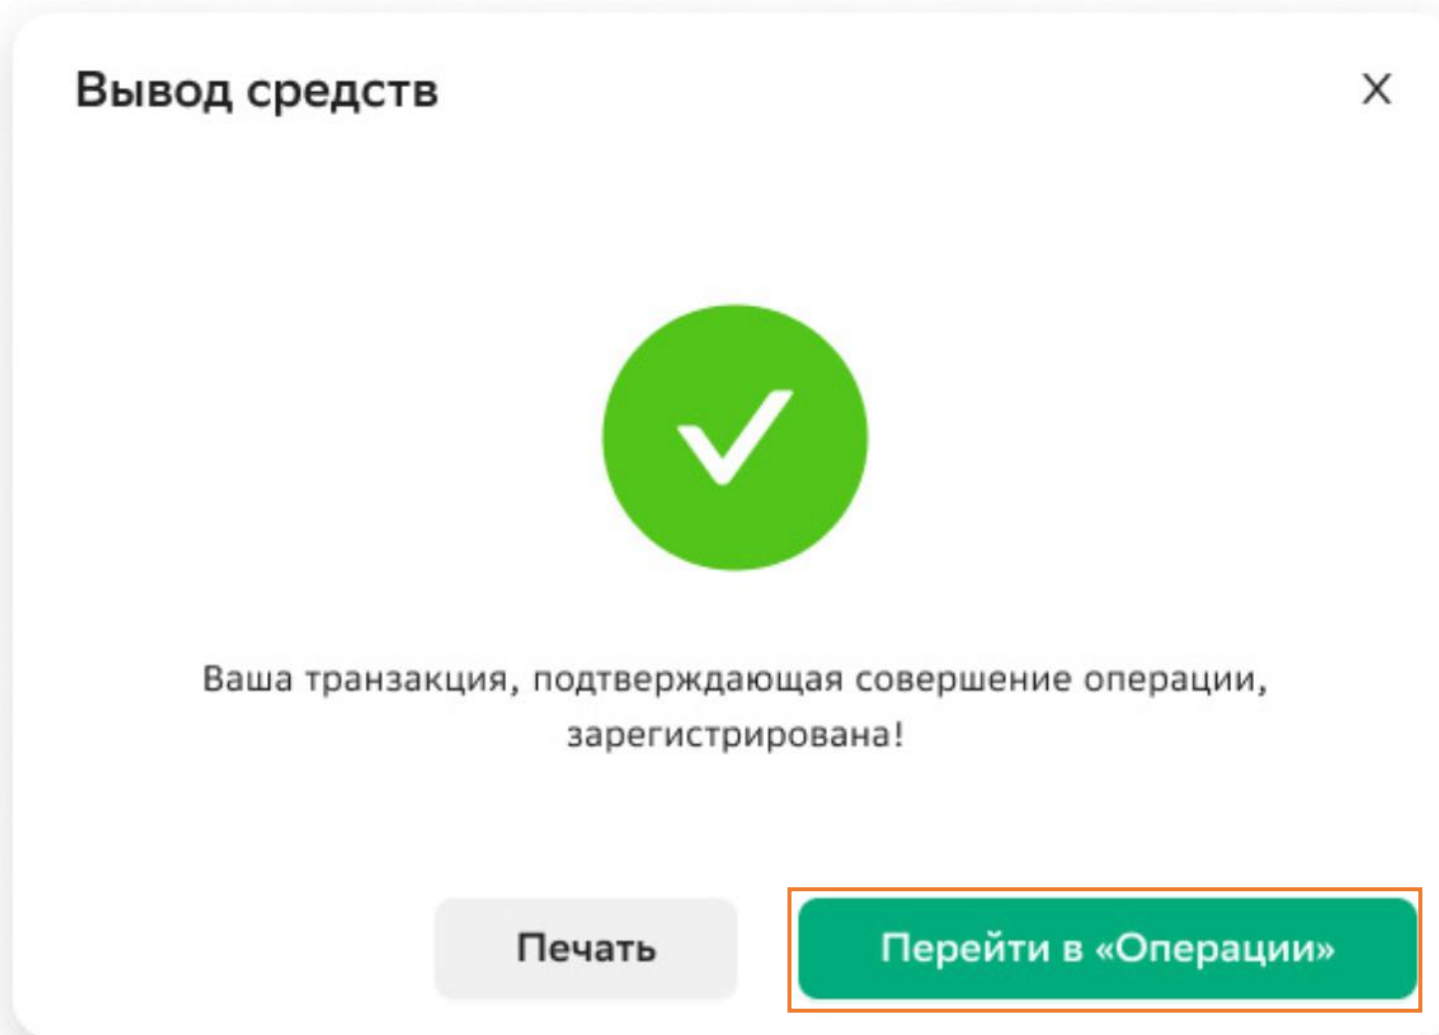 Вывод средств
Ваша транзакция, подтверждающая совершение операции,
зарегистрирована!
Печать
Перейти в «Операции»